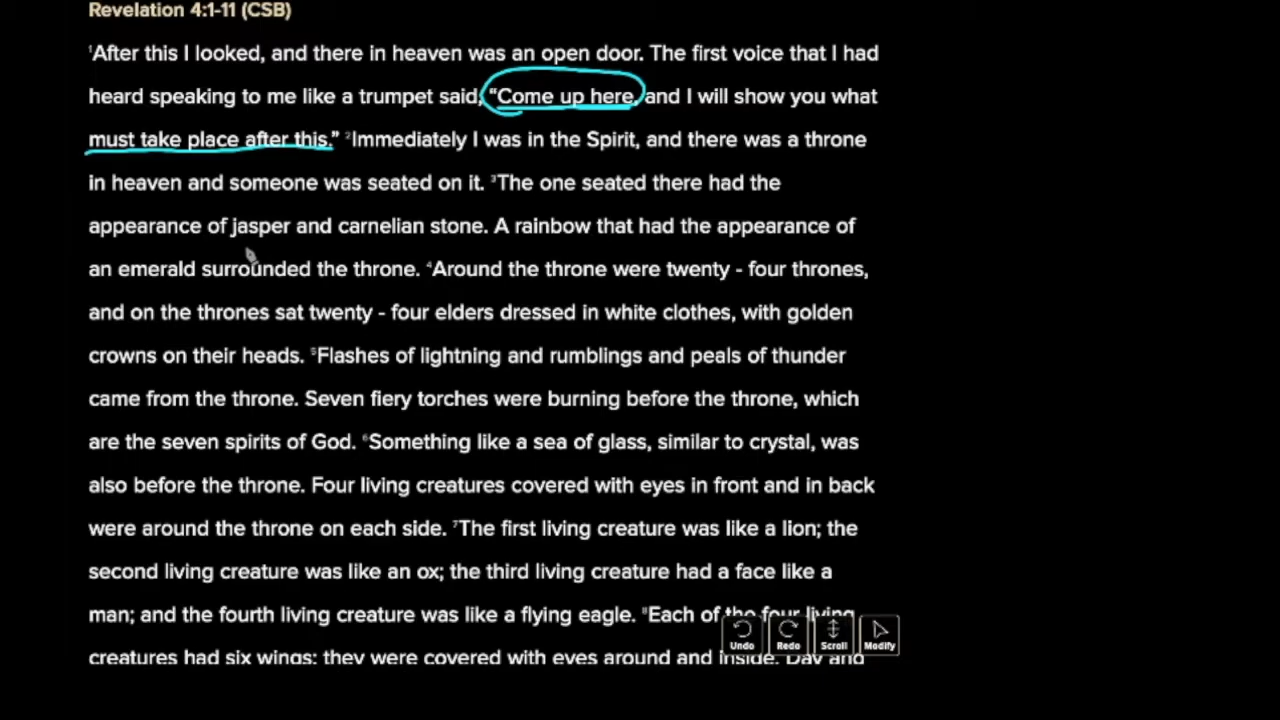 Revelation 4:1-11 (CSB)
¹After this I looked, and there in heaven was an open door. The first voice that I had
heard speaking to me like a trumpet said, “Come up here, and I will show you what
must take place after this.” ²Immediately I was in the Spirit, and there was a throne
in heaven and someone was seated on it. ³The one seated there had the
appearance of jasper and carnelian stone. A rainbow that had the appearance of
an emerald surrounded the throne. ⁴Around the throne were twenty - four thrones,
and on the thrones sat twenty - four elders dressed in white clothes, with golden
crowns on their heads. ⁵Flashes of lightning and rumblings and peals of thunder
came from the throne. Seven fiery torches were burning before the throne, which
are the seven spirits of God. ⁶Something like a sea of glass, similar to crystal, was
also before the throne. Four living creatures covered with eyes in front and in back
were around the throne on each side. ⁷The first living creature was like a lion; the
second living creature was like an ox; the third living creature had a face like a
man; and the fourth living creature was like a flying eagle. ⁸Each of the four living
creatures had six wings; they were covered with eyes around and inside. Day and
Undo Redo Scroll Modify